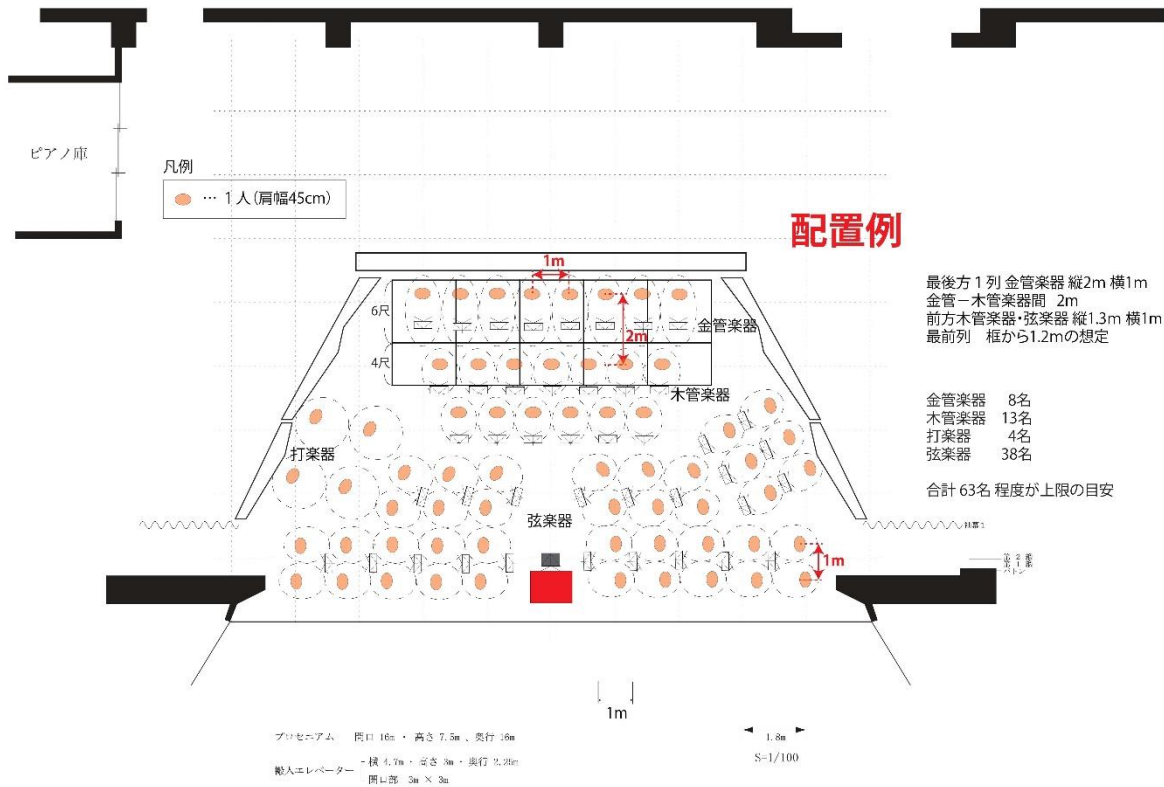 ピアノ庫
凡例
… 1人(肩幅45cm)
配置例
1m
6尺
金管楽器
2m
4尺
木管楽器
最後方1列 金管楽器 縦2m 横1m
金管ー木管楽器間 2m
前方木管楽器・弦楽器 縦1.3m 横1m
最前列 框から1.2mの想定
金管楽器 8名
木管楽器 13名
打楽器 4名
弦楽器 38名
合計 63名 程度が上限の目安
打楽器
弦楽器
1m
1m
プロセニアム 間口 16m ・ 高さ 7.5m 、奥行 16m
搬入エレベーター 横 4.7m ・ 高さ 3m ・ 奥行 2.25m
開口部 3m × 3m
1.8m
S=1/100